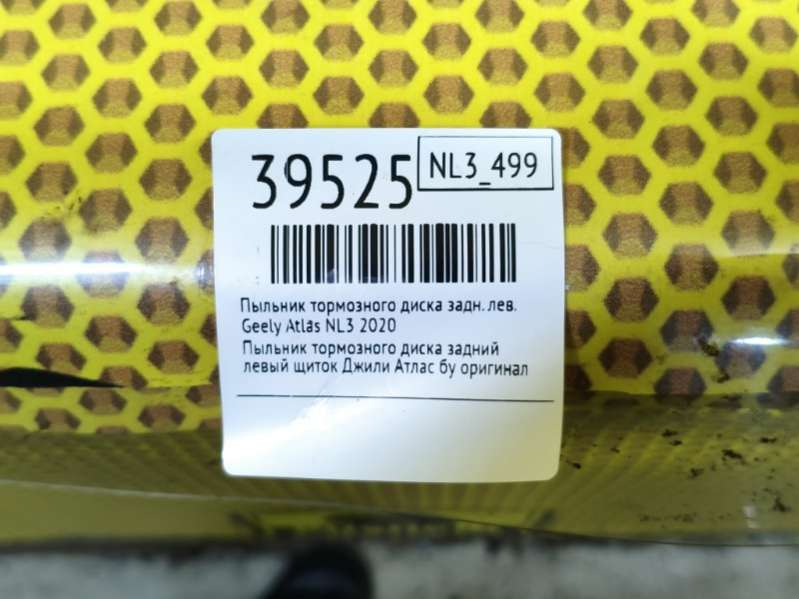 39525
NL3_499
Пыльник тормозного диска задн. лев.
Geely Atlas NL3 2020
Пыльник тормозного диска задний
левый щиток Джили Атлас бу оригинал